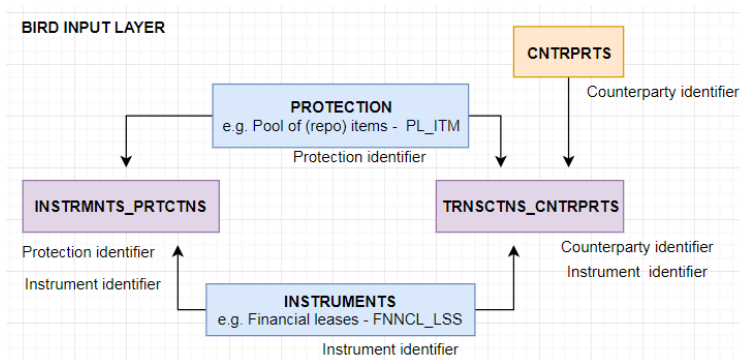 BIRD INPUT LAYER
CNTRPRTS
Counterparty identifier
PROTECTION
e.g. Pool of (repo) items - PL_ITM
Protection identifier
INSTRMNTS_PRTCTNS
TRNSCTNS_CNTRPRTS
Protection identifier
Counterparty identifier
Instrument identifier
Instrument identifier
INSTRUMENTS
e.g. Financial leases - FNNCL_LSS
Instrument identifier